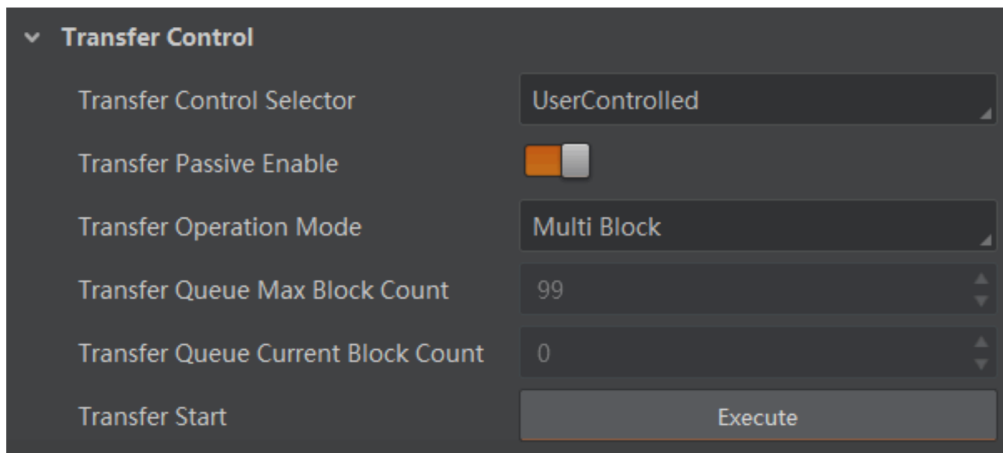 Transfer Control
Transfer Control Selector UserControlled
Transfer Passive Enable
Transfer Operation Mode Multi Block
Transfer Queue Max Block Count 99
Transfer Queue Current Block Count 0
Transfer Start Execute